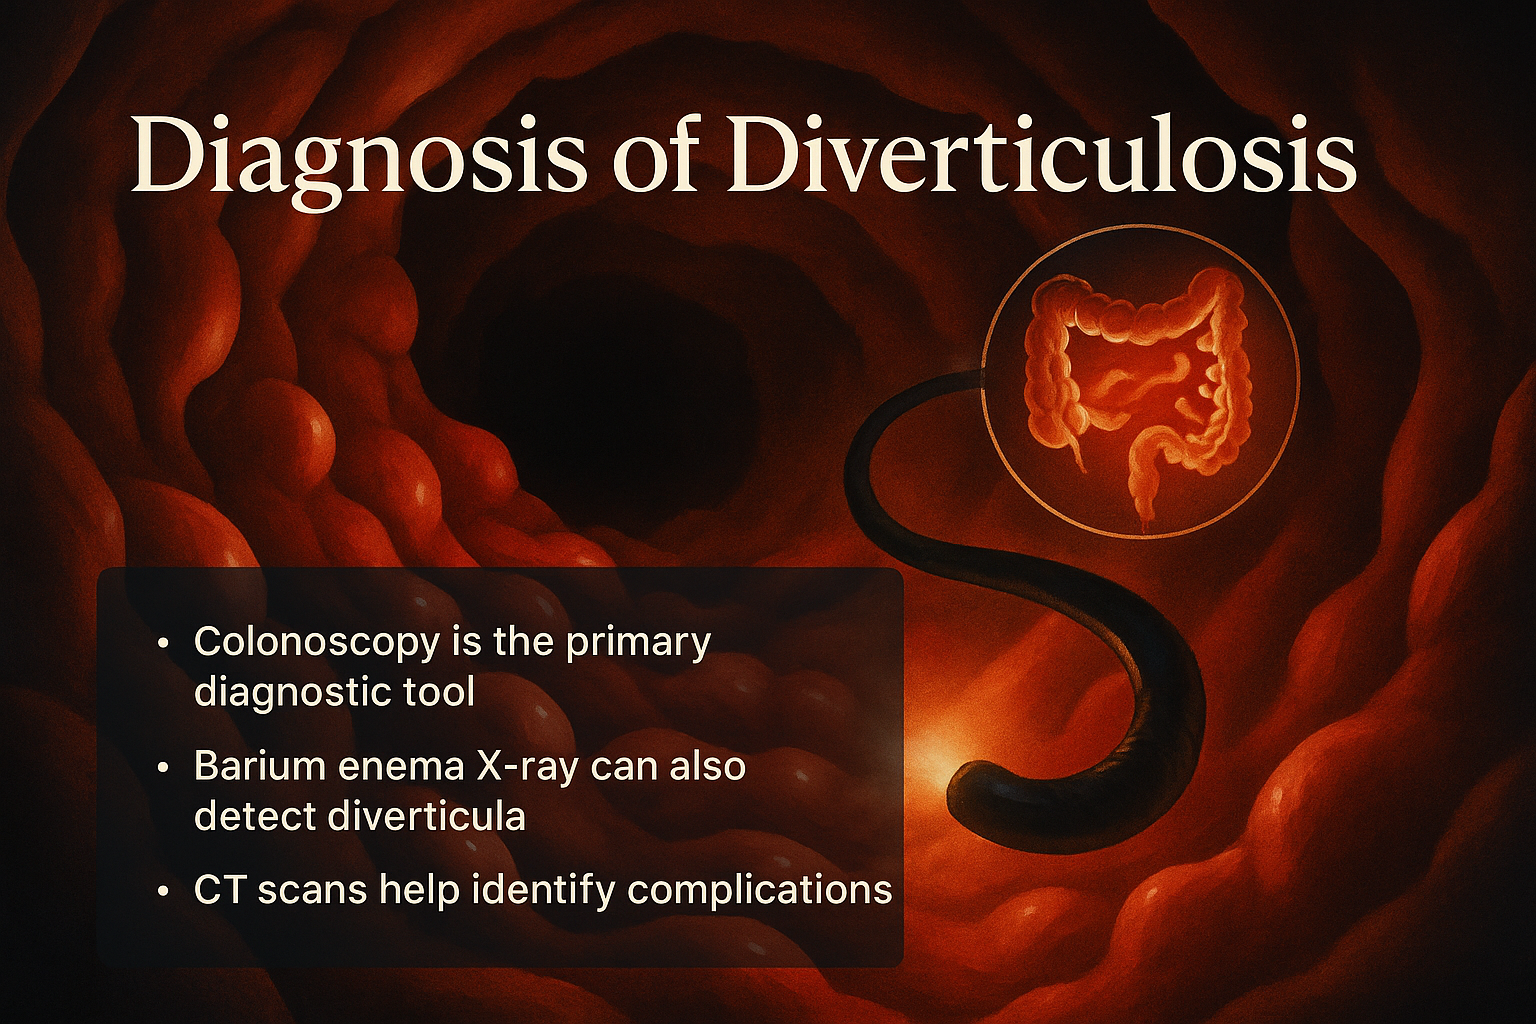 Diagnosis of Diverticulosis
• Colonoscopy is the primary
diagnostic tool
• Barium enema X-ray can also
detect diverticula
• CT scans help identify complications